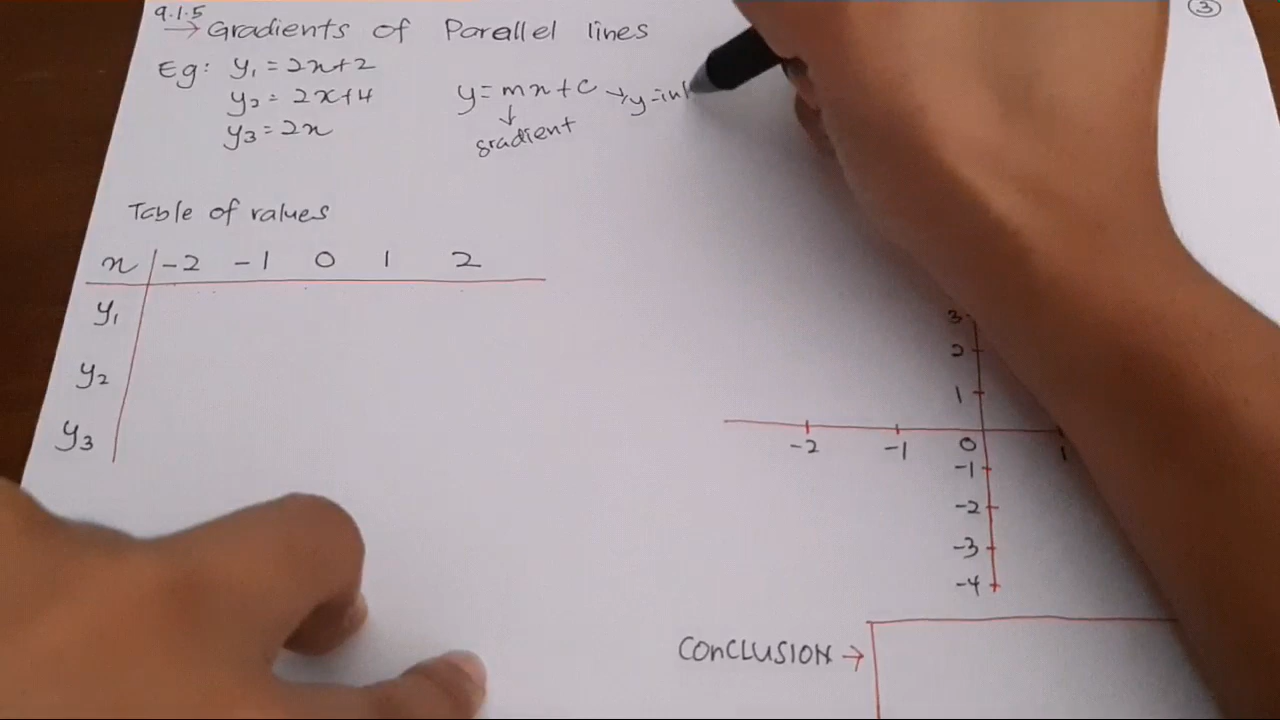 9.1.5
→ Gradients of Parallel lines
Eg: y₁ = 2x+2
y₂ = 2x+4
y₃ = 2x
y = mx + c → y-int
↓
gradient
Table of values
x -2 -1 0 1 2
y₁
y₂
y₃
3
3
2
1
-2 -1 0 1
-1
-2
-3
-4
CONCLUSION →